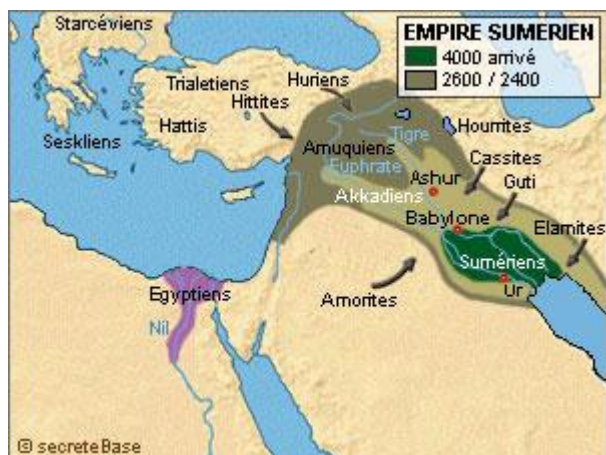 Starcéviens
EMPIRE SUMERIEN
4000 arrivé
2600 / 2400
Trialetiens
Huriens
Hittites
Hattis
Seskliens
Tigre
Hourrites
Amuquiens
Euphrate
Cassites
Ashur
Guti
Akkadiens
Babylone
Elamites
Sumériens
Egyptiens
Amorites
Ur
Nil
© secreteBase